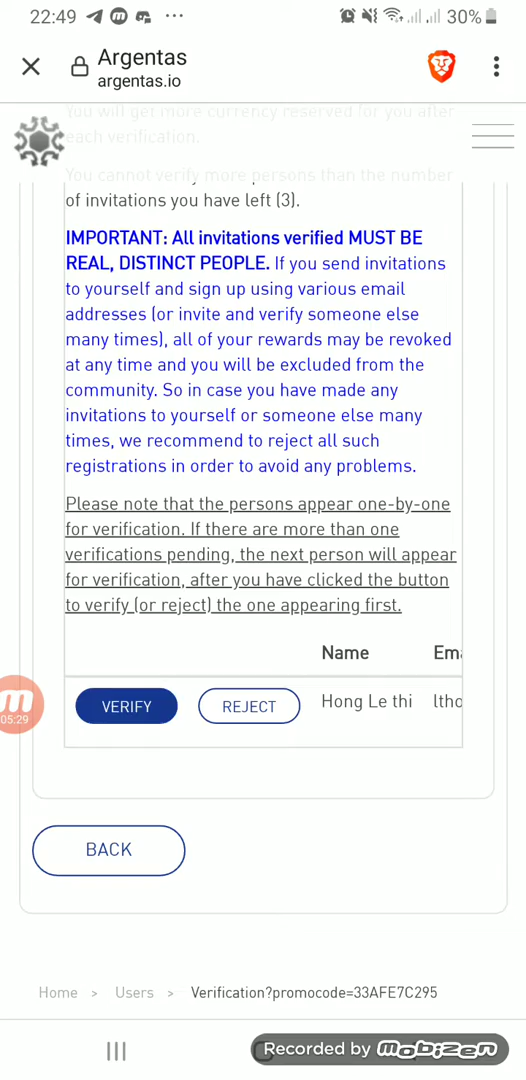 22:49
30%
Argentas
argentas.io
You will get more currency reserved for you after
each verification.
You cannot verify more persons than the number
of invitations you have left (3).
IMPORTANT: All invitations verified MUST BE
REAL, DISTINCT PEOPLE. If you send invitations
to yourself and sign up using various email
addresses (or invite and verify someone else
many times), all of your rewards may be revoked
at any time and you will be excluded from the
community. So in case you have made any
invitations to yourself or someone else many
times, we recommend to reject all such
registrations in order to avoid any problems.
Please note that the persons appear one-by-one
for verification. If there are more than one
verifications pending, the next person will appear
for verification, after you have clicked the button
to verify (or reject) the one appearing first.
Name Ema
VERIFY REJECT Hong Le thi ltho
05:29
BACK
Home > Users > Verification?promocode=33AFE7C295
Recorded by mobizen